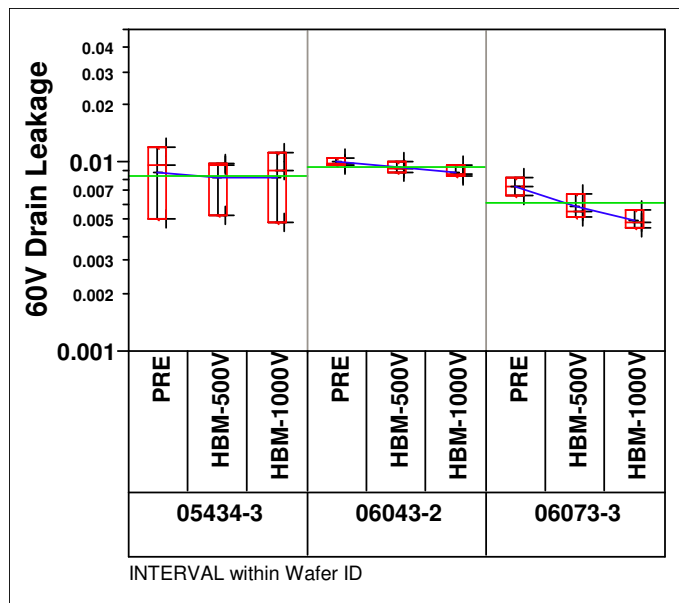 60V Drain Leakage
0.04
0.03
0.02
0.01
0.007
0.005
0.003
0.002
0.001
PRE
HBM-500V
HBM-1000V
PRE
HBM-500V
HBM-1000V
PRE
HBM-500V
HBM-1000V
05434-3
06043-2
06073-3
INTERVAL within Wafer ID